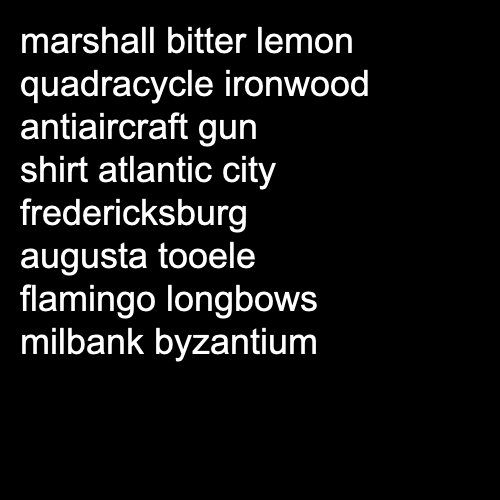 marshall bitter lemon
quadracycle ironwood
antiaircraft gun
shirt atlantic city
fredericksburg
augusta tooele
flamingo longbows
milbank byzantium